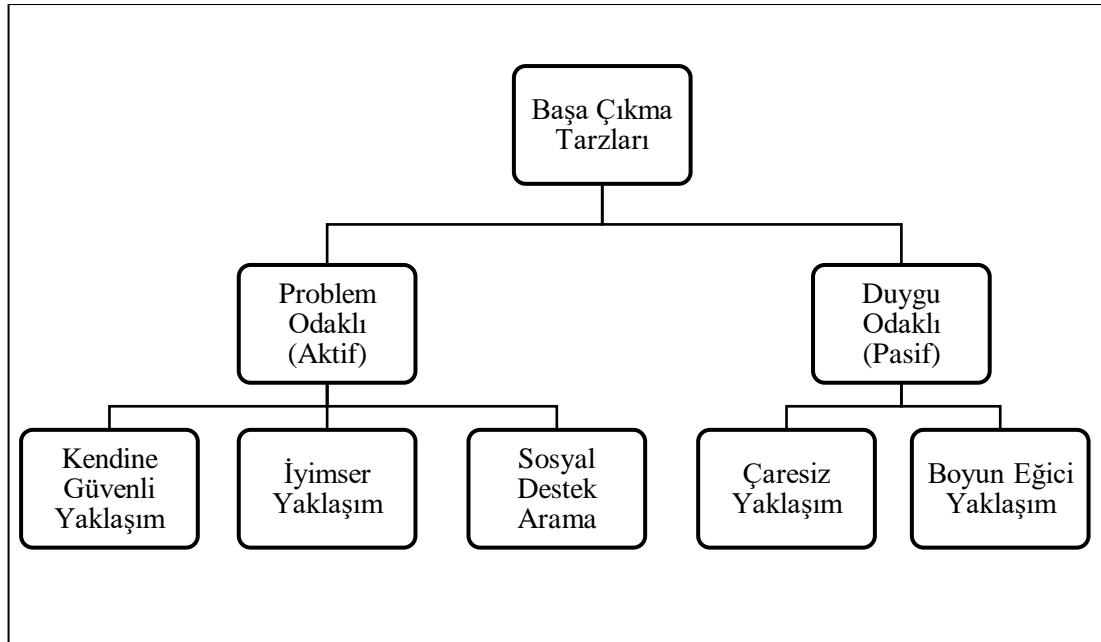 Başa Çıkma
Tarzları
Problem
Odaklı
(Aktif)
Duygu
Odaklı
(Pasif)
Kendine
Güvenli
Yaklaşım
İyimser
Yaklaşım
Sosyal
Destek
Arama
Çaresiz
Yaklaşım
Boyun Eğici
Yaklaşım